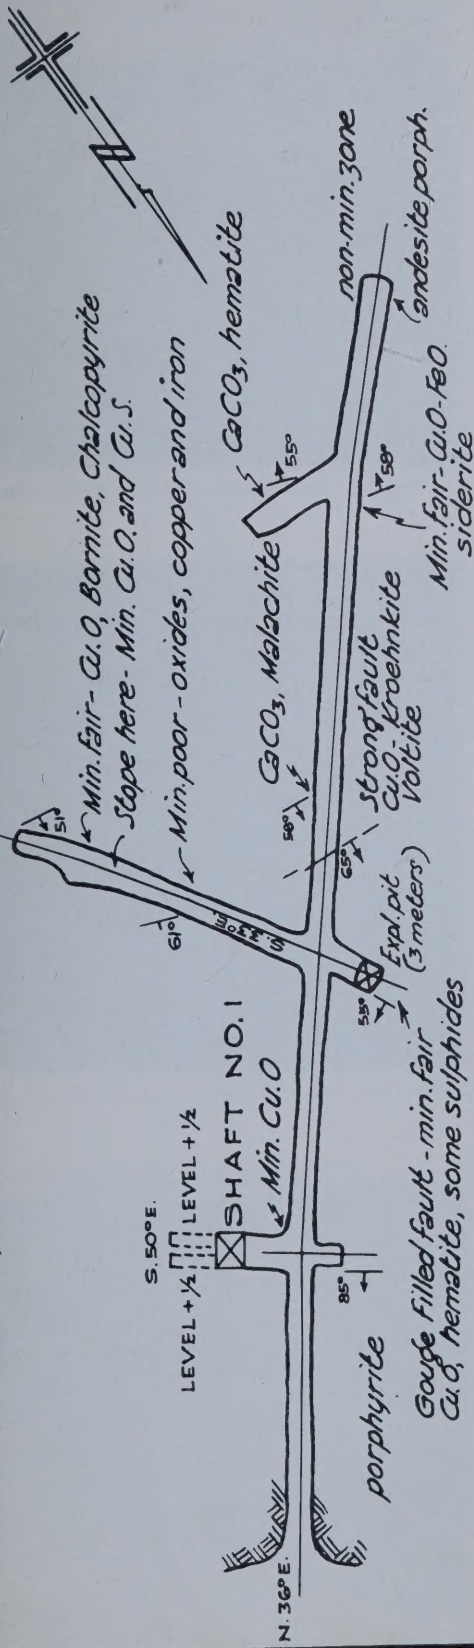 S.50°E.
LEVEL+½
LEVEL+½
SHAFT NO.1
Min. Cu.O
N.36°E.
85°
porphyrite
51°
Min. fair - Cu.O, Bornite, Chalcopyrite
Stope here - Min. Cu.O. and Cu.S.
Min. poor - oxides, copper and iron
61°
CaCO₃, Malachite
58°
CaCO₃, hematite
55°
non-min. zone
andesite porph.
58°
Min. fair - Cu.O - FeO.
siderite
Strong fault
Cu.O - Kroehnkite
Voltite
65°
Expl. pit
(3 meters)
55°
Gouge Filled fault - min. fair
Cu.O, hematite, some sulphides